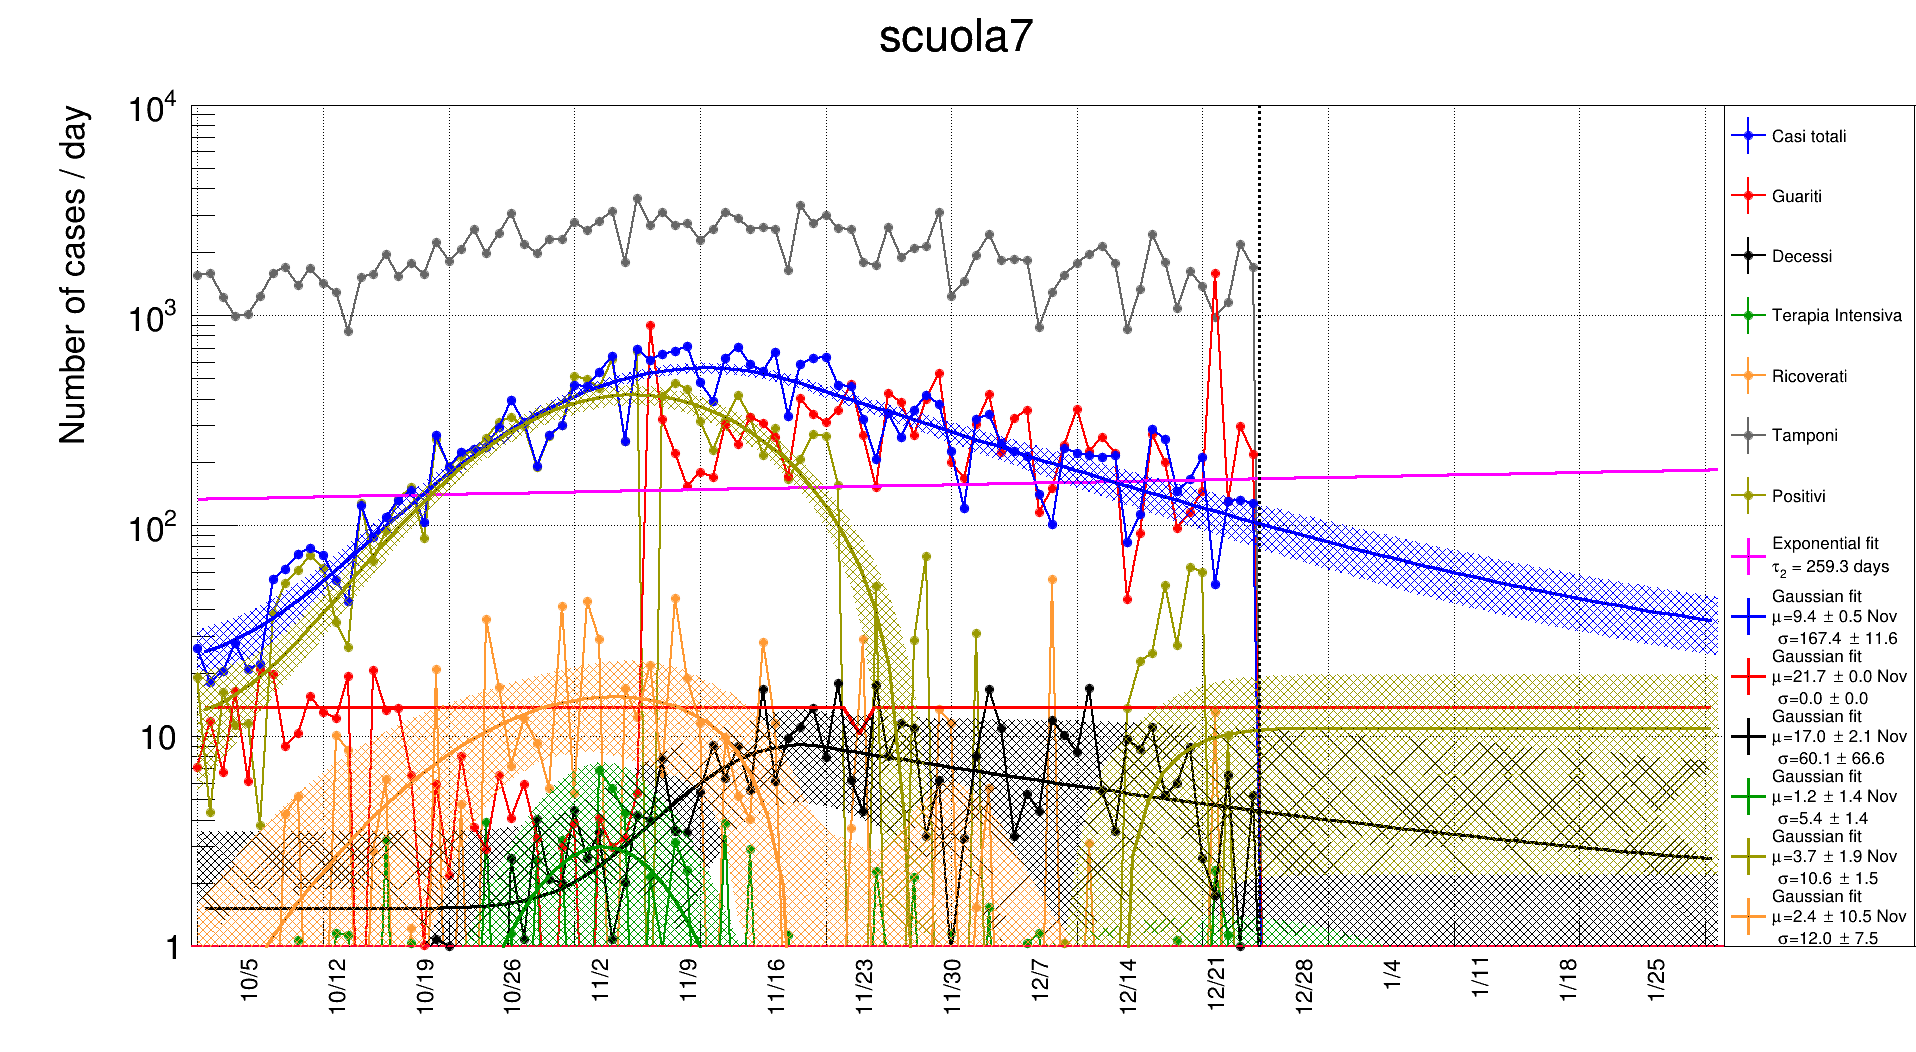 scuola7
Number of cases / day
10⁴
10³
10²
10
1
10/5
10/12
10/19
10/26
11/2
11/9
11/16
11/23
11/30
12/7
12/14
12/21
12/28
1/4
1/11
1/18
1/25
Casi totali
Guariti
Decessi
Terapia Intensiva
Ricoverati
Tamponi
Positivi
Exponential fit
τ₂ = 259.3 days
Gaussian fit
μ=9.4 ± 0.5 Nov
σ=167.4 ± 11.6
Gaussian fit
μ=21.7 ± 0.0 Nov
σ=0.0 ± 0.0
Gaussian fit
μ=17.0 ± 2.1 Nov
σ=60.1 ± 66.6
Gaussian fit
μ=1.2 ± 1.4 Nov
σ=5.4 ± 1.4
Gaussian fit
μ=3.7 ± 1.9 Nov
σ=10.6 ± 1.5
Gaussian fit
μ=2.4 ± 10.5 Nov
σ=12.0 ± 7.5